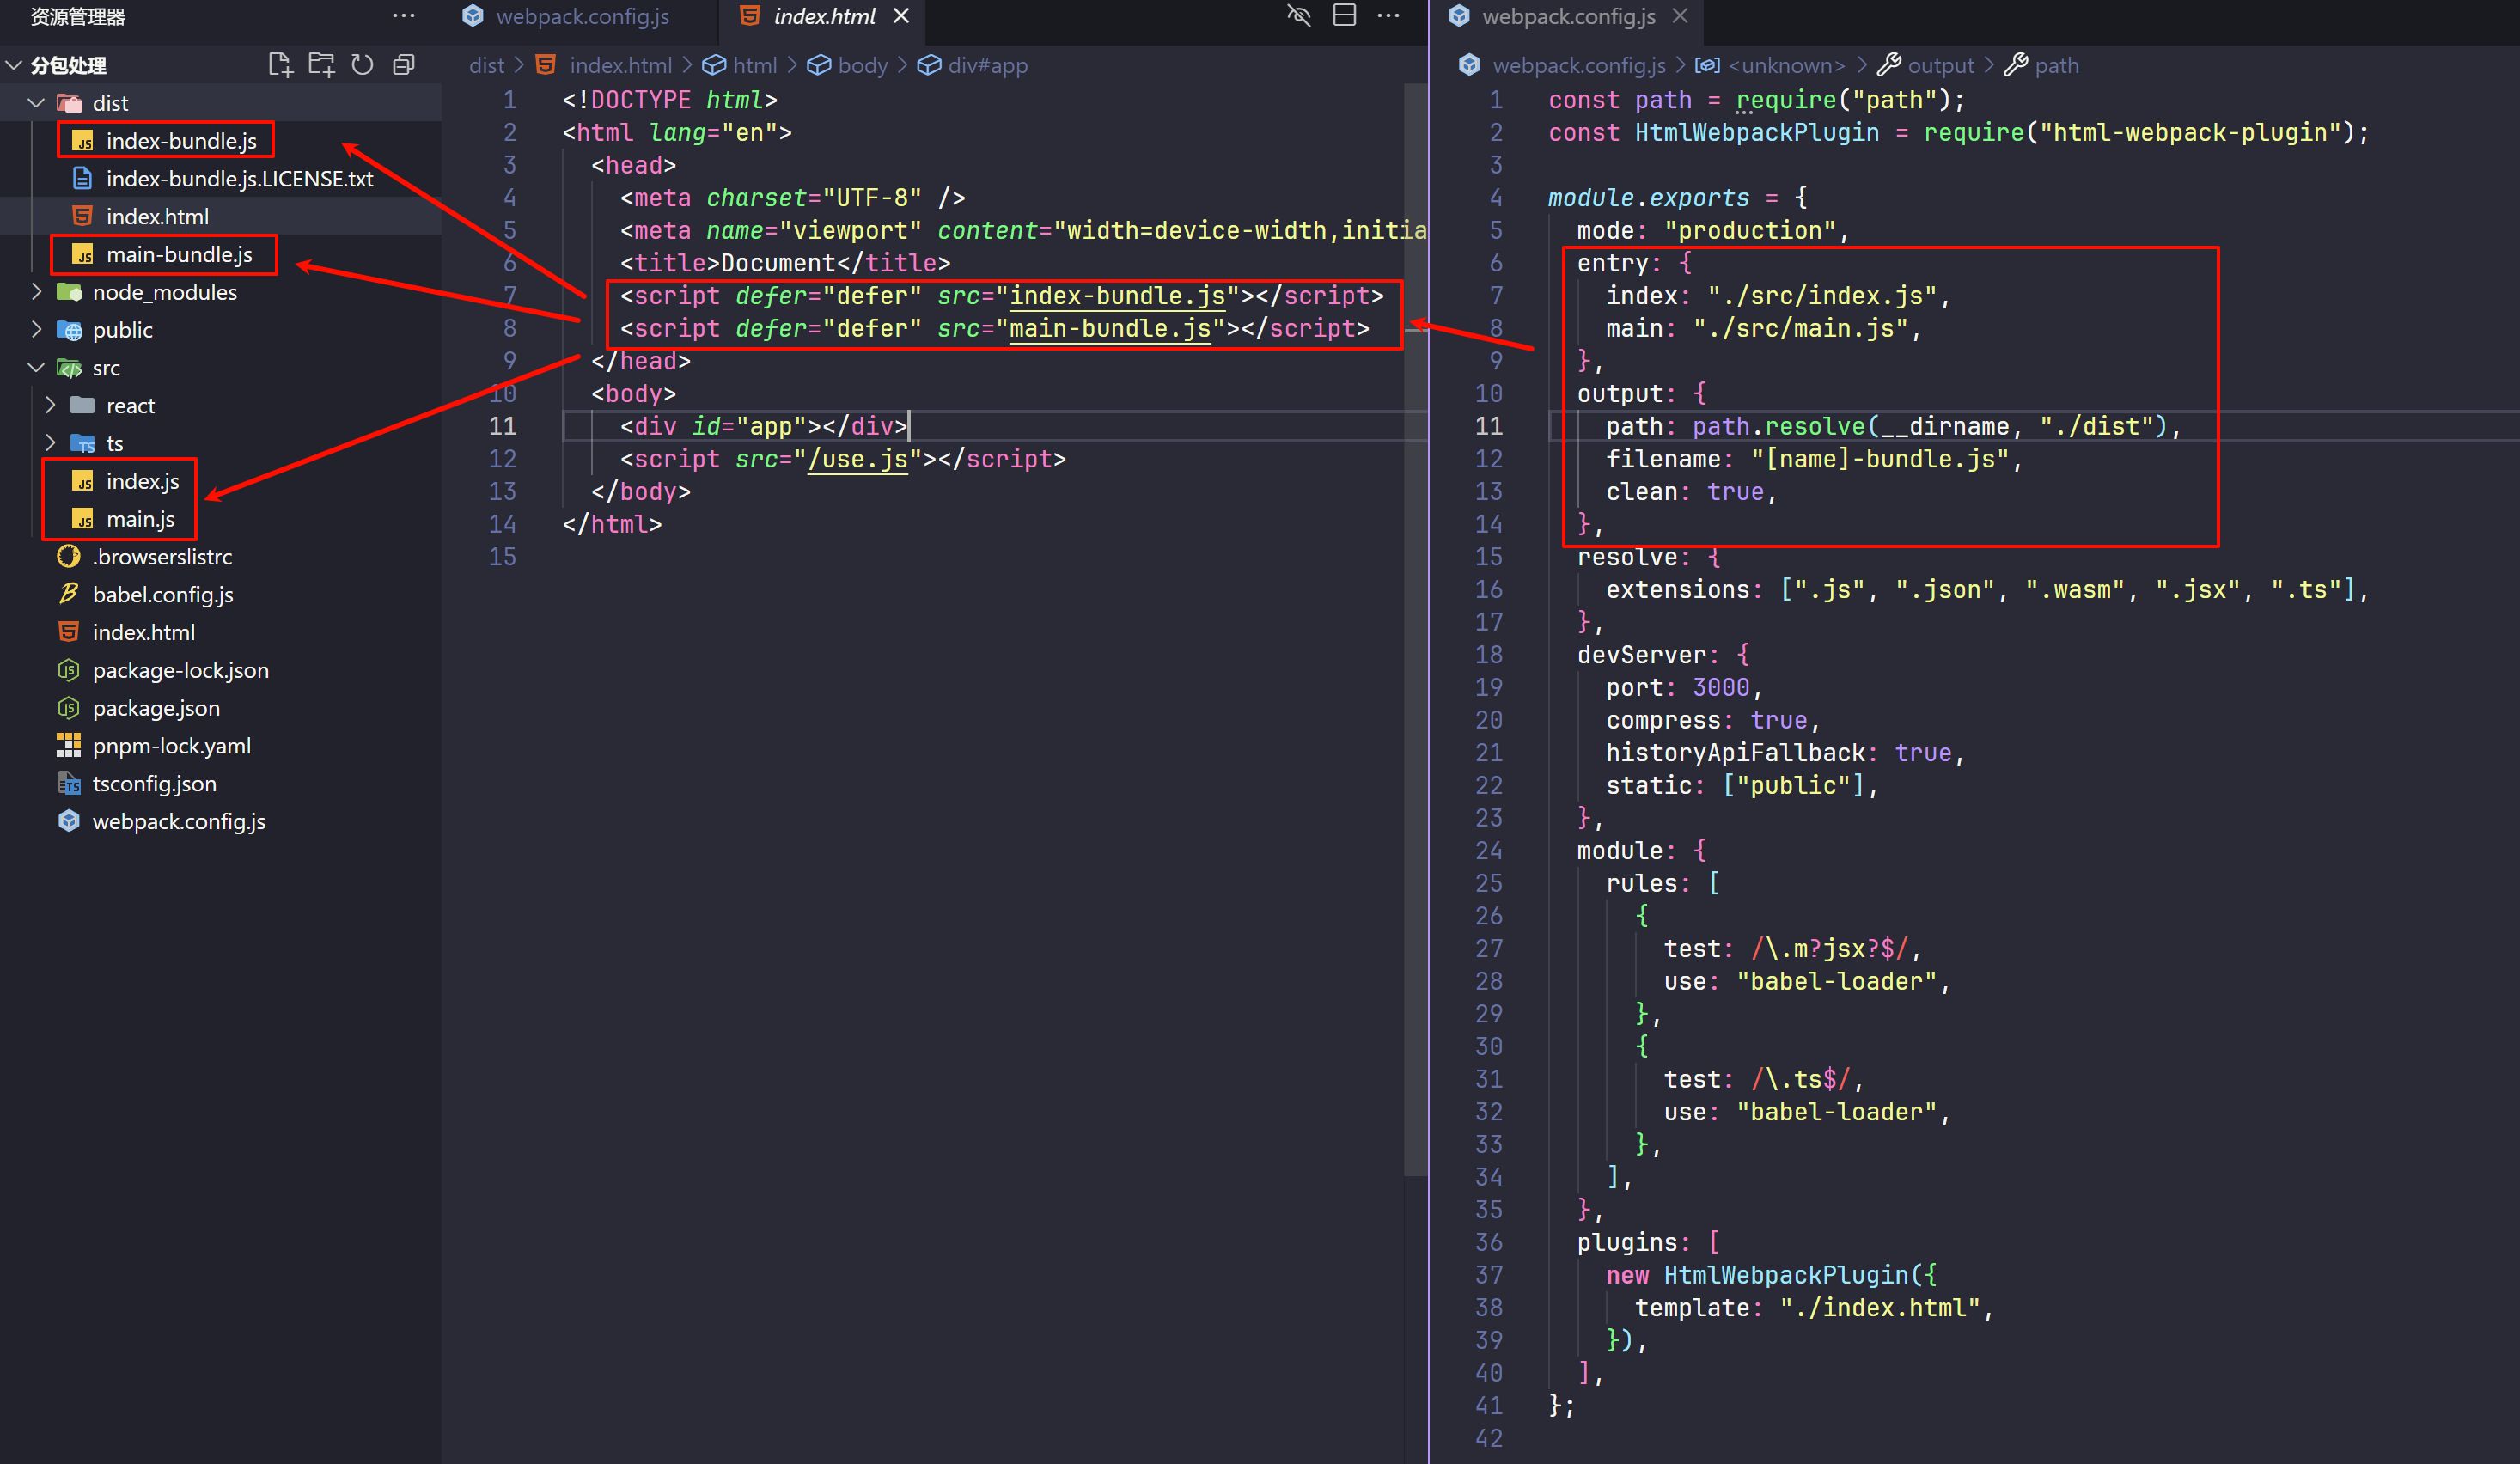 资源管理器
分包处理
dist
index-bundle.js
index-bundle.js.LICENSE.txt
index.html
main-bundle.js
node_modules
public
src
react
ts
index.js
main.js
.browserslistrc
babel.config.js
index.html
package-lock.json
package.json
pnpm-lock.yaml
tsconfig.json
webpack.config.js
webpack.config.js
index.html
dist > index.html > html > body > div#app
1 <!DOCTYPE html>
2 <html lang="en">
3 <head>
4 <meta charset="UTF-8" />
5 <meta name="viewport" content="width=device-width,initia
6 <title>Document</title>
7 <script defer="defer" src="index-bundle.js"></script>
8 <script defer="defer" src="main-bundle.js"></script>
9 </head>
10 <body>
11 <div id="app"></div>
12 <script src="/use.js"></script>
13 </body>
14 </html>
15
webpack.config.js
webpack.config.js > <unknown> > output > path
1 const path = require("path");
2 const HtmlWebpackPlugin = require("html-webpack-plugin");
3
4 module.exports = {
5 mode: "production",
6 entry: {
7 index: "./src/index.js",
8 main: "./src/main.js",
9 },
10 output: {
11 path: path.resolve(__dirname, "./dist"),
12 filename: "[name]-bundle.js",
13 clean: true,
14 },
15 resolve: {
16 extensions: [".js", ".json", ".wasm", ".jsx", ".ts"],
17 },
18 devServer: {
19 port: 3000,
20 compress: true,
21 historyApiFallback: true,
22 static: ["public"],
23 },
24 module: {
25 rules: [
26 {
27 test: /\.m?jsx?$/,
28 use: "babel-loader",
29 },
30 {
31 test: /\.ts$/,
32 use: "babel-loader",
33 },
34 ],
35 },
36 plugins: [
37 new HtmlWebpackPlugin({
38 template: "./index.html",
39 }),
40 ],
41 };
42